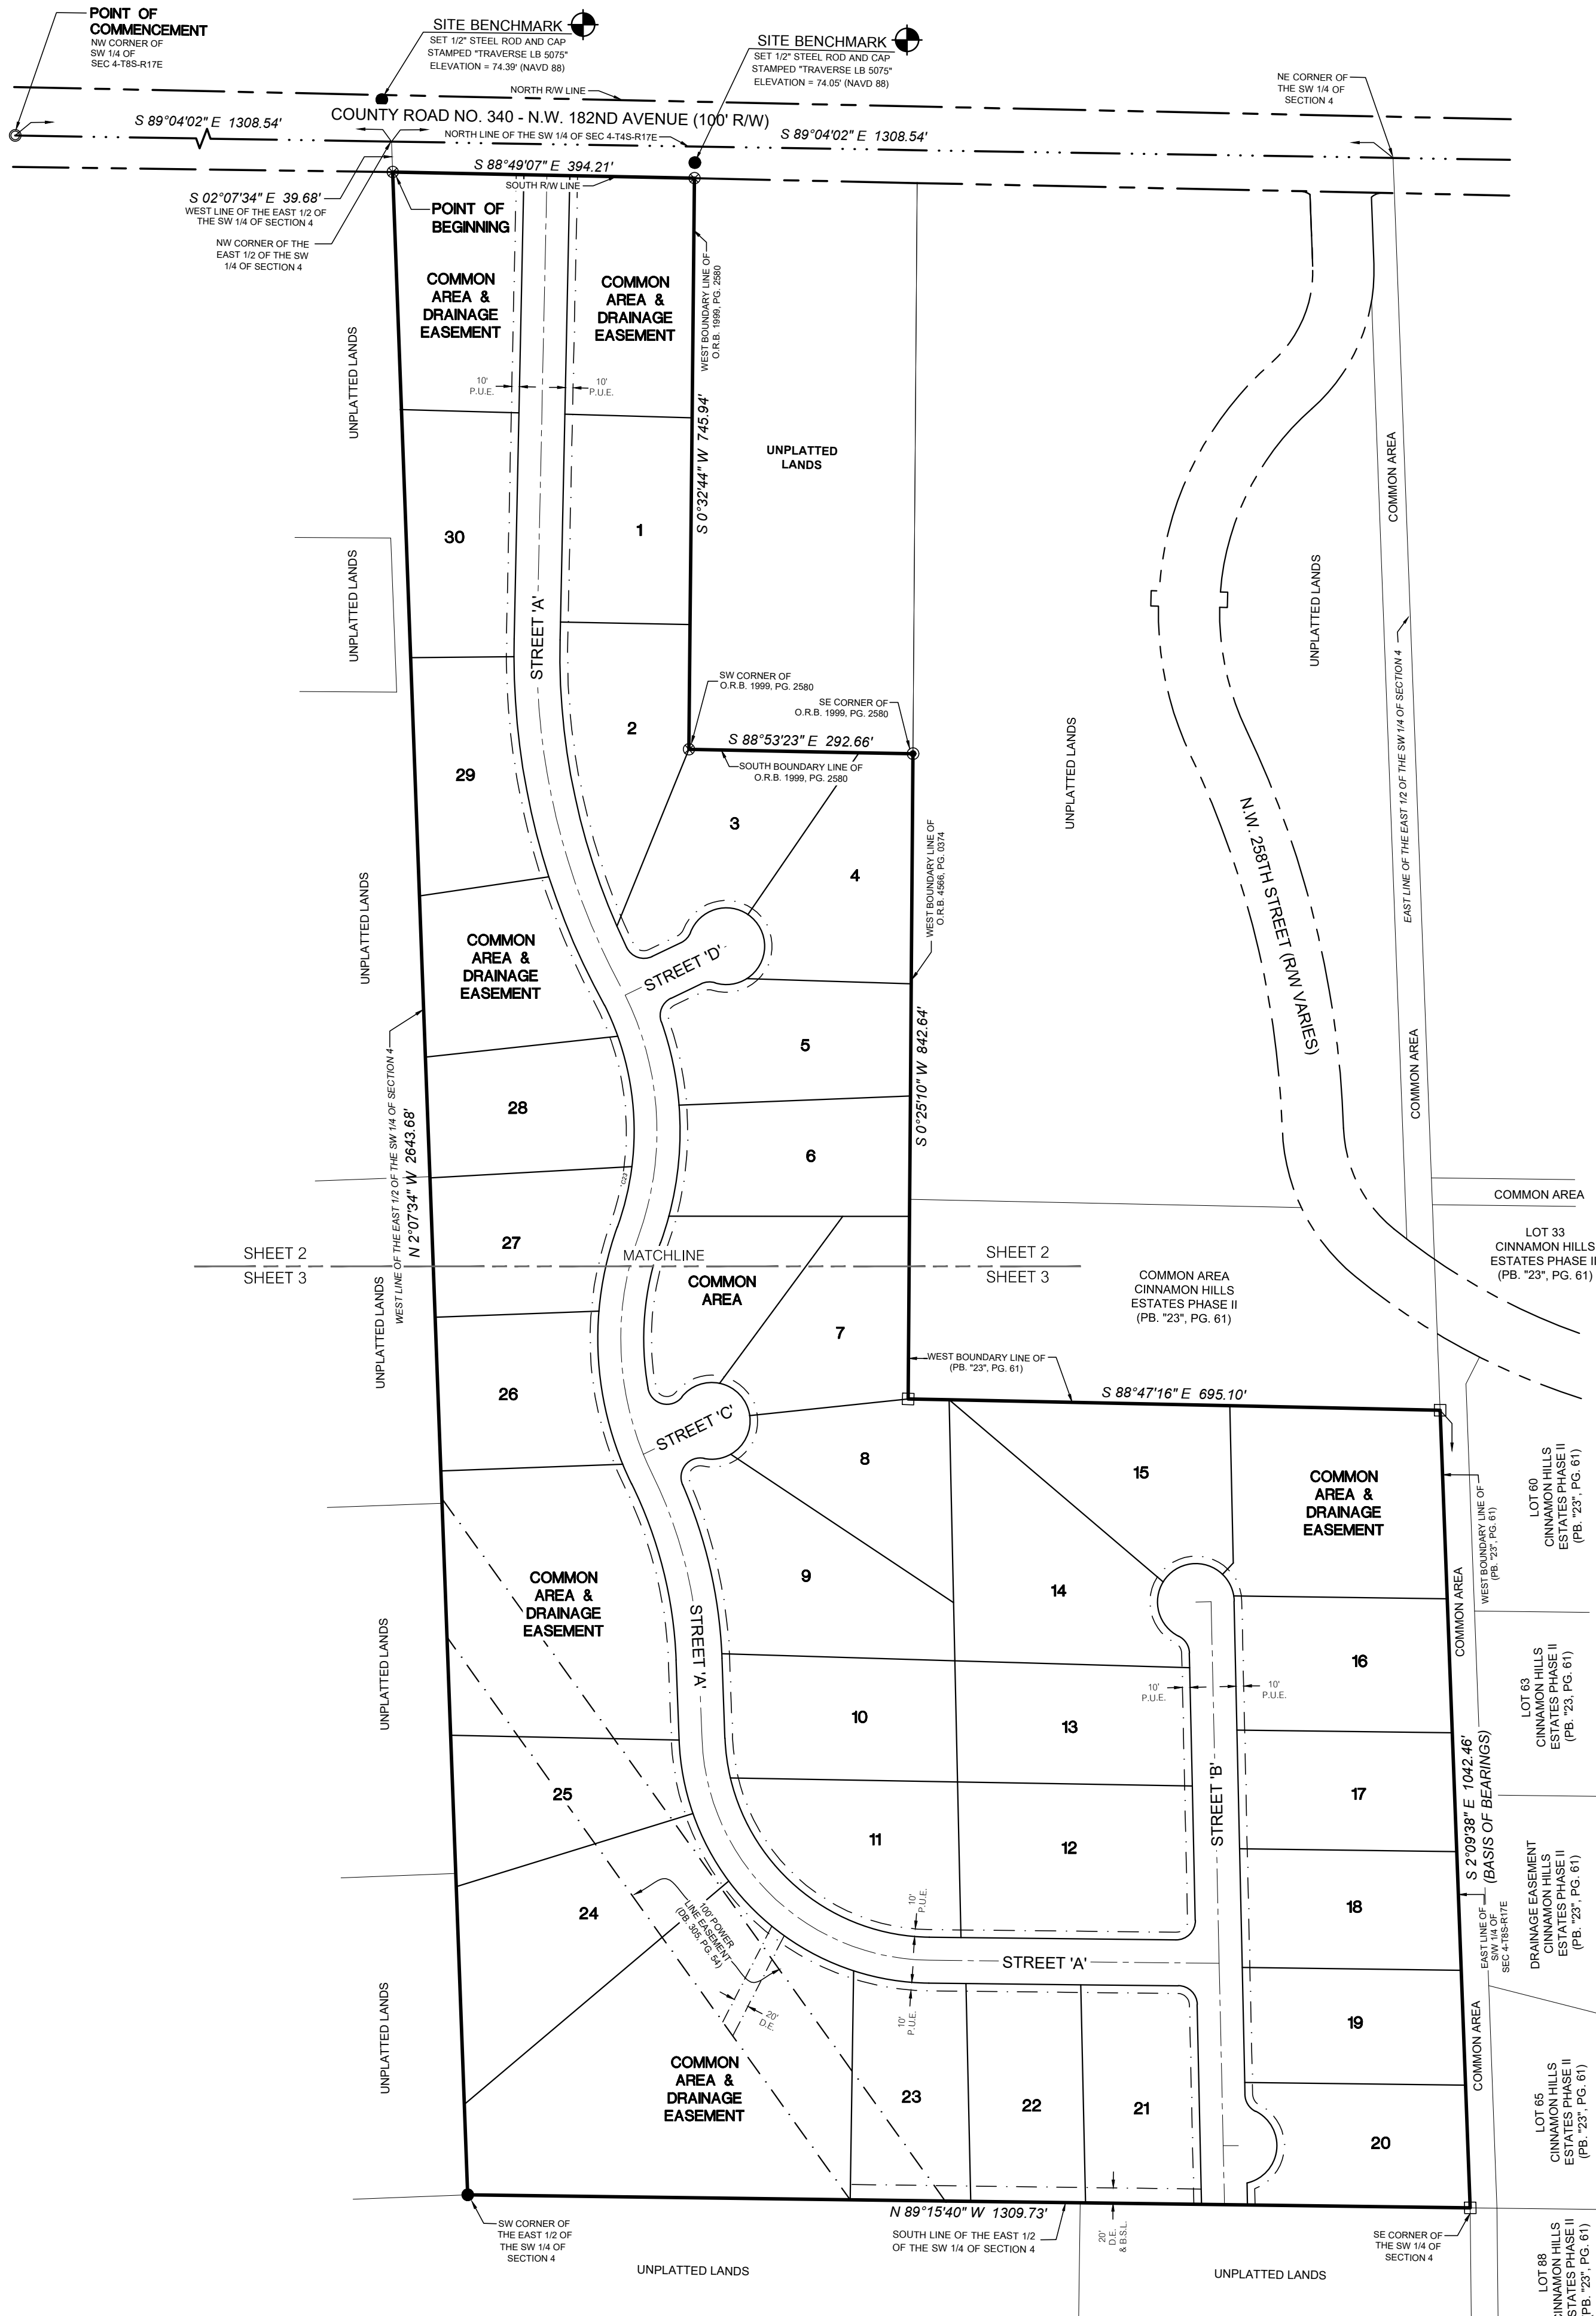 POINT OF
COMMENCEMENT
NW CORNER OF
SW 1/4 OF
SEC 4-T8S-R17E
SITE BENCHMARK
SET 1/2" STEEL ROD AND CAP
STAMPED "TRAVERSE LB 5075"
ELEVATION = 74.39' (NAVD 88)
SITE BENCHMARK
SET 1/2" STEEL ROD AND CAP
STAMPED "TRAVERSE LB 5075"
ELEVATION = 74.05' (NAVD 88)
NE CORNER OF
THE SW 1/4 OF
SECTION 4
NORTH R/W LINE
COUNTY ROAD NO. 340 - N.W. 182ND AVENUE (100' R/W)
S 89°04'02" E 1308.54'
NORTH LINE OF THE SW 1/4 OF SEC 4-T4S-R17E
S 89°04'02" E 1308.54'
S 88°49'07" E 394.21'
SOUTH R/W LINE
S 02°07'34" E 39.68'
WEST LINE OF THE EAST 1/2 OF
THE SW 1/4 OF SECTION 4
NW CORNER OF THE
EAST 1/2 OF THE SW
1/4 OF SECTION 4
POINT OF
BEGINNING
COMMON
AREA &
DRAINAGE
EASEMENT
COMMON
AREA &
DRAINAGE
EASEMENT
WEST BOUNDARY LINE OF
O.R.B. 1999, PG. 2580
UNPLATTED LANDS
10'
P.U.E.
10'
P.U.E.
S 0°32'44" W 745.94'
UNPLATTED
LANDS
COMMON AREA
30
1
STREET 'A'
UNPLATTED LANDS
UNPLATTED LANDS
EAST LINE OF THE EAST 1/2 OF THE SW 1/4 OF SECTION 4
SW CORNER OF
O.R.B. 1999, PG. 2580
SE CORNER OF
O.R.B. 1999, PG. 2580
2
S 88°53'23" E 292.66'
SOUTH BOUNDARY LINE OF
O.R.B. 1999, PG. 2580
29
UNPLATTED LANDS
3
4
WEST BOUNDARY LINE OF
O.R.B. 4566, PG. 0374
N.W. 258TH STREET (R/W VARIES)
UNPLATTED LANDS
COMMON
AREA &
DRAINAGE
EASEMENT
STREET 'D'
5
S 0°25'10" W 842.64'
COMMON AREA
28
6
WEST LINE OF THE EAST 1/2 OF THE SW 1/4 OF SECTION 4
N 2°07'34" W 2643.68'
C23
COMMON AREA
LOT 33
CINNAMON HILLS
ESTATES PHASE II
(PB. "23", PG. 61)
27
SHEET 2
SHEET 3
MATCHLINE
SHEET 2
SHEET 3
COMMON
AREA
COMMON AREA
CINNAMON HILLS
ESTATES PHASE II
(PB. "23", PG. 61)
UNPLATTED LANDS
7
WEST BOUNDARY LINE OF
(PB. "23", PG. 61)
S 88°47'16" E 695.10'
26
STREET 'C'
8
15
COMMON
AREA &
DRAINAGE
EASEMENT
WEST BOUNDARY LINE OF
(PB. "23", PG. 61)
LOT 60
CINNAMON HILLS
ESTATES PHASE II
(PB. "23", PG. 61)
COMMON
AREA &
DRAINAGE
EASEMENT
9
14
COMMON AREA
STREET 'A'
UNPLATTED LANDS
16
LOT 63
CINNAMON HILLS
ESTATES PHASE II
(PB. "23, PG. 61)
10'
P.U.E.
10'
P.U.E.
10
13
S 2°09'38" E 1042.46'
(BASIS OF BEARINGS)
25
17
STREET 'B'
11
12
24
18
100' POWER
LINE EASEMENT
(DB. 305, PG. 54)
10'
P.U.E.
EAST LINE OF
S/W 1/4 OF
SEC 4-T8S-R17E
DRAINAGE EASEMENT
CINNAMON HILLS
ESTATES PHASE II
(PB. "23", PG. 61)
STREET 'A'
UNPLATTED LANDS
20'
D.E.
10'
P.U.E.
19
COMMON AREA
COMMON
AREA &
DRAINAGE
EASEMENT
23
22
21
20
LOT 65
CINNAMON HILLS
ESTATES PHASE II
(PB. "23", PG. 61)
N 89°15'40" W 1309.73'
SW CORNER OF
THE EAST 1/2 OF
THE SW 1/4 OF
SECTION 4
SOUTH LINE OF THE EAST 1/2
OF THE SW 1/4 OF SECTION 4
20'
D.E.
& B.S.L.
SE CORNER OF
THE SW 1/4 OF
SECTION 4
UNPLATTED LANDS
UNPLATTED LANDS
LOT 88
CINNAMON HILLS
ESTATES PHASE II
(PB. "23", PG. 61)